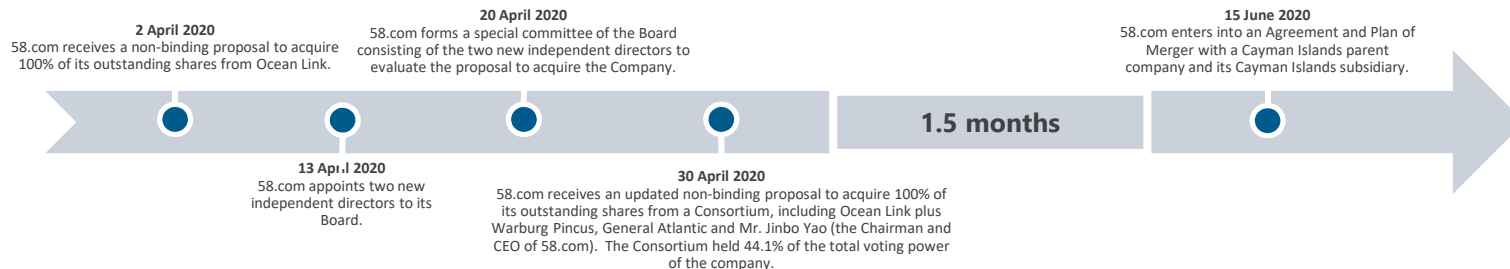 2 April 2020
58.com receives a non-binding proposal to acquire
100% of its outstanding shares from Ocean Link.
20 April 2020
58.com forms a special committee of the Board
consisting of the two new independent directors to
evaluate the proposal to acquire the Company.
15 June 2020
58.com enters into an Agreement and Plan of
Merger with a Cayman Islands parent
company and its Cayman Islands subsidiary.
1.5 months
13 April 2020
58.com appoints two new
independent directors to its
Board.
30 April 2020
58.com receives an updated non-binding proposal to acquire 100% of
its outstanding shares from a Consortium, including Ocean Link plus
Warburg Pincus, General Atlantic and Mr. Jinbo Yao (the Chairman and
CEO of 58.com). The Consortium held 44.1% of the total voting power
of the company.